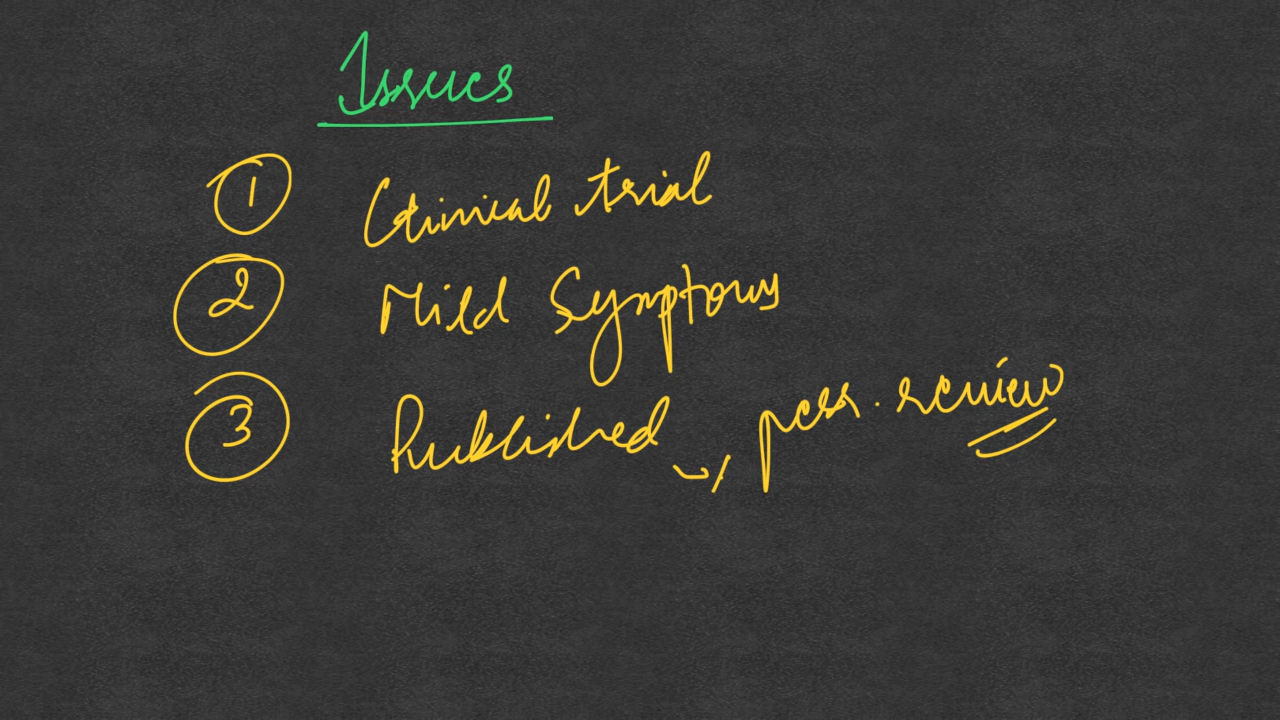 Issues
1 Clinical trial
2 Mild Symptoms
3 Published, peer. review